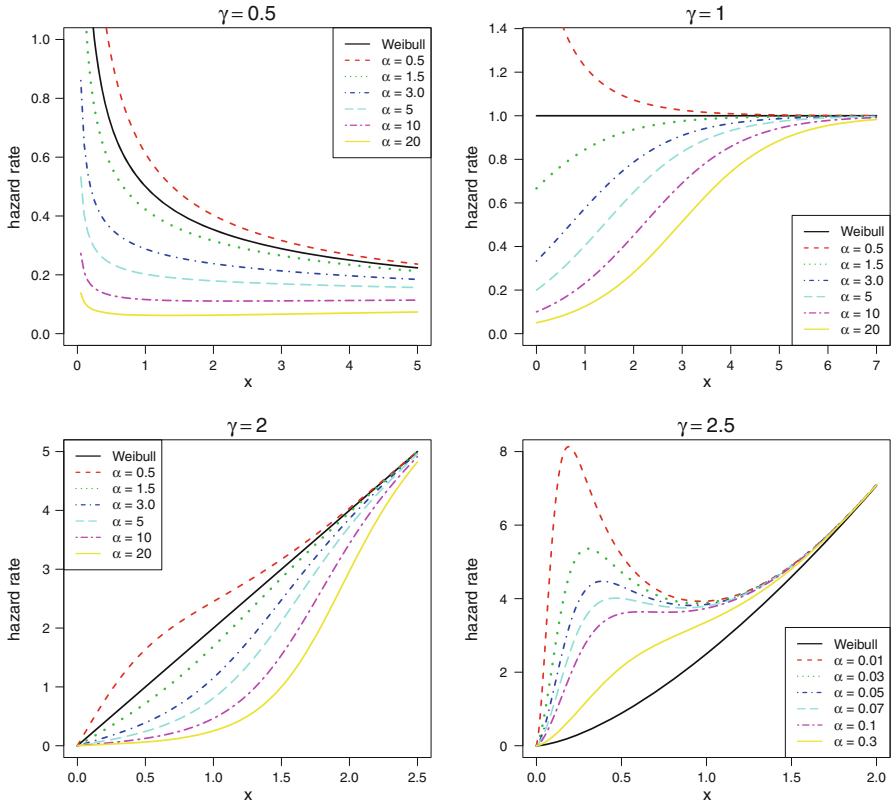 γ = 0.5
hazard rate
1.0
0.8
0.6
0.4
0.2
0.0
0 1 2 3 4 5
x
Weibull
α = 0.5
α = 1.5
α = 3.0
α = 5
α = 10
α = 20
γ = 1
hazard rate
1.4
1.2
1.0
0.8
0.6
0.4
0.2
0.0
0 1 2 3 4 5 6 7
x
Weibull
α = 0.5
α = 1.5
α = 3.0
α = 5
α = 10
α = 20
γ = 2
hazard rate
5
4
3
2
1
0
0.0 0.5 1.0 1.5 2.0 2.5
x
Weibull
α = 0.5
α = 1.5
α = 3.0
α = 5
α = 10
α = 20
γ = 2.5
hazard rate
8
6
4
2
0
0.0 0.5 1.0 1.5 2.0
x
Weibull
α = 0.01
α = 0.03
α = 0.05
α = 0.07
α = 0.1
α = 0.3